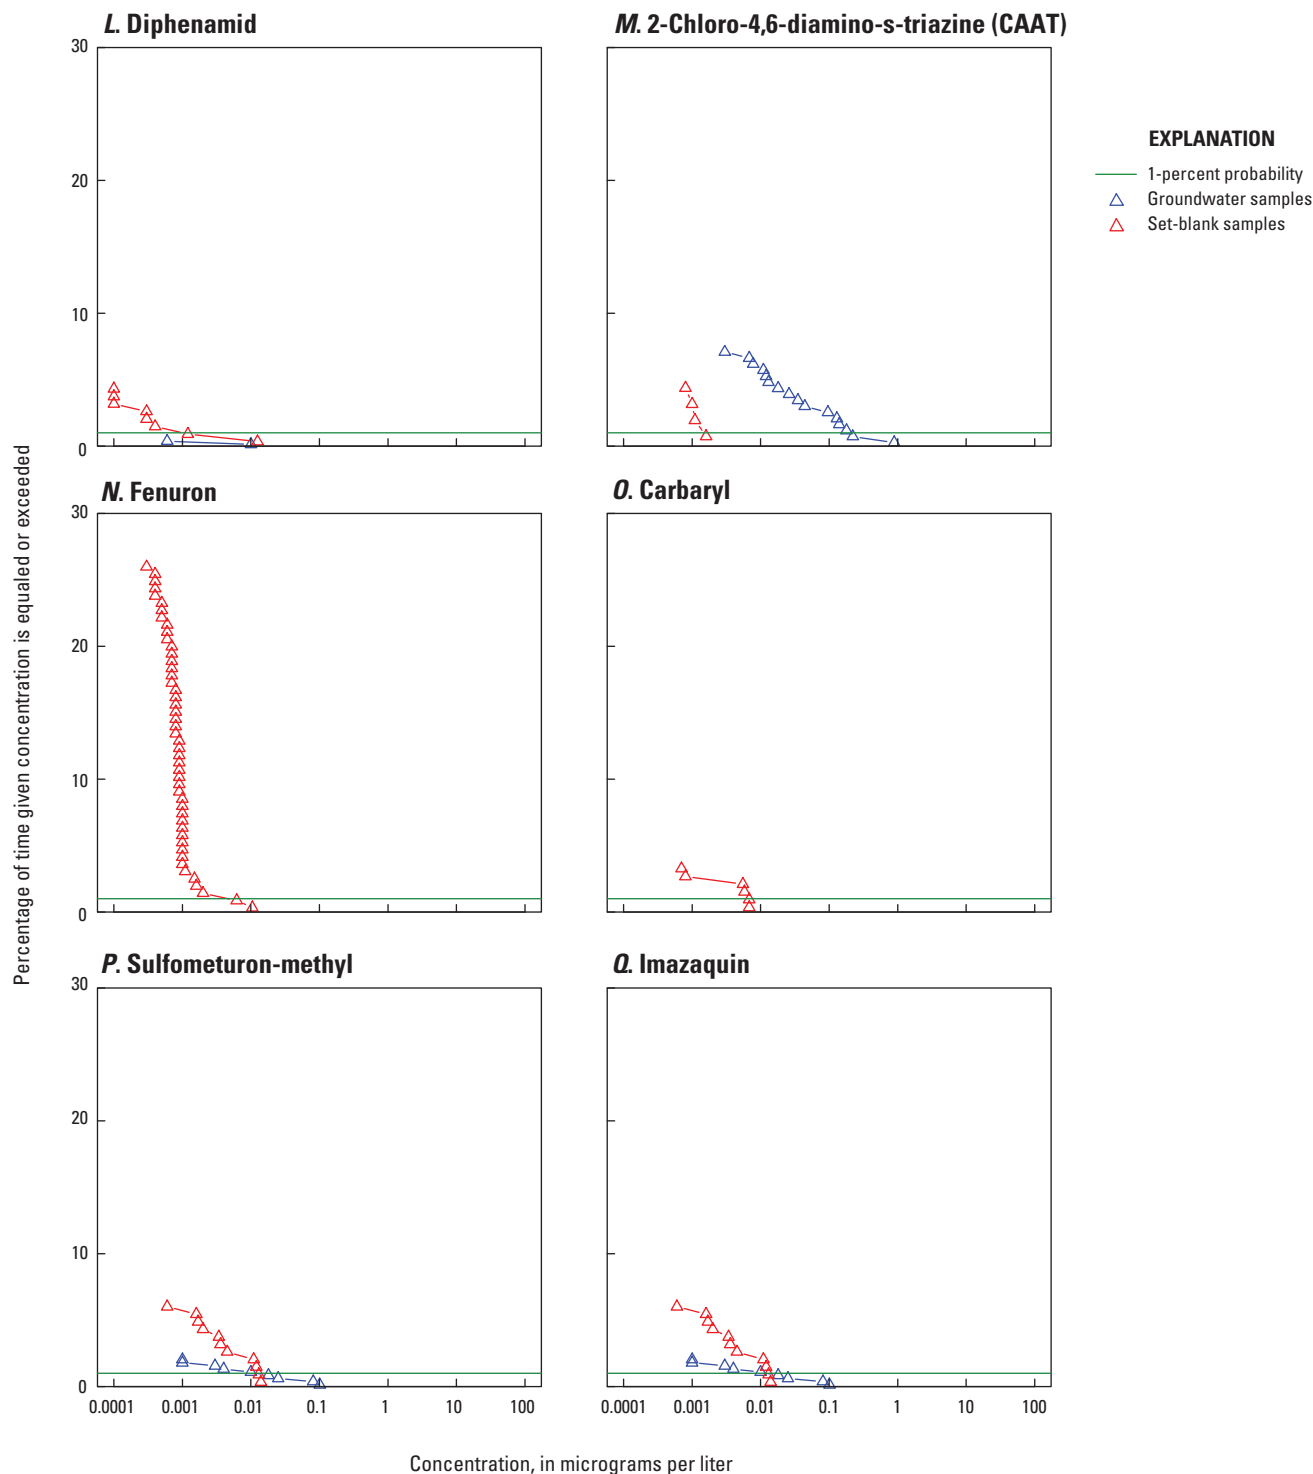 L. Diphenamid
M. 2-Chloro-4,6-diamino-s-triazine (CAAT)
30
20
10
0
EXPLANATION
1-percent probability
Groundwater samples
Set-blank samples
Percentage of time given concentration is equaled or exceeded
N. Fenuron
O. Carbaryl
30
20
10
0
P. Sulfometuron-methyl
Q. Imazaquin
30
20
10
0
0.0001 0.001 0.01 0.1 1 10 100
0.0001 0.001 0.01 0.1 1 10 100
Concentration, in micrograms per liter